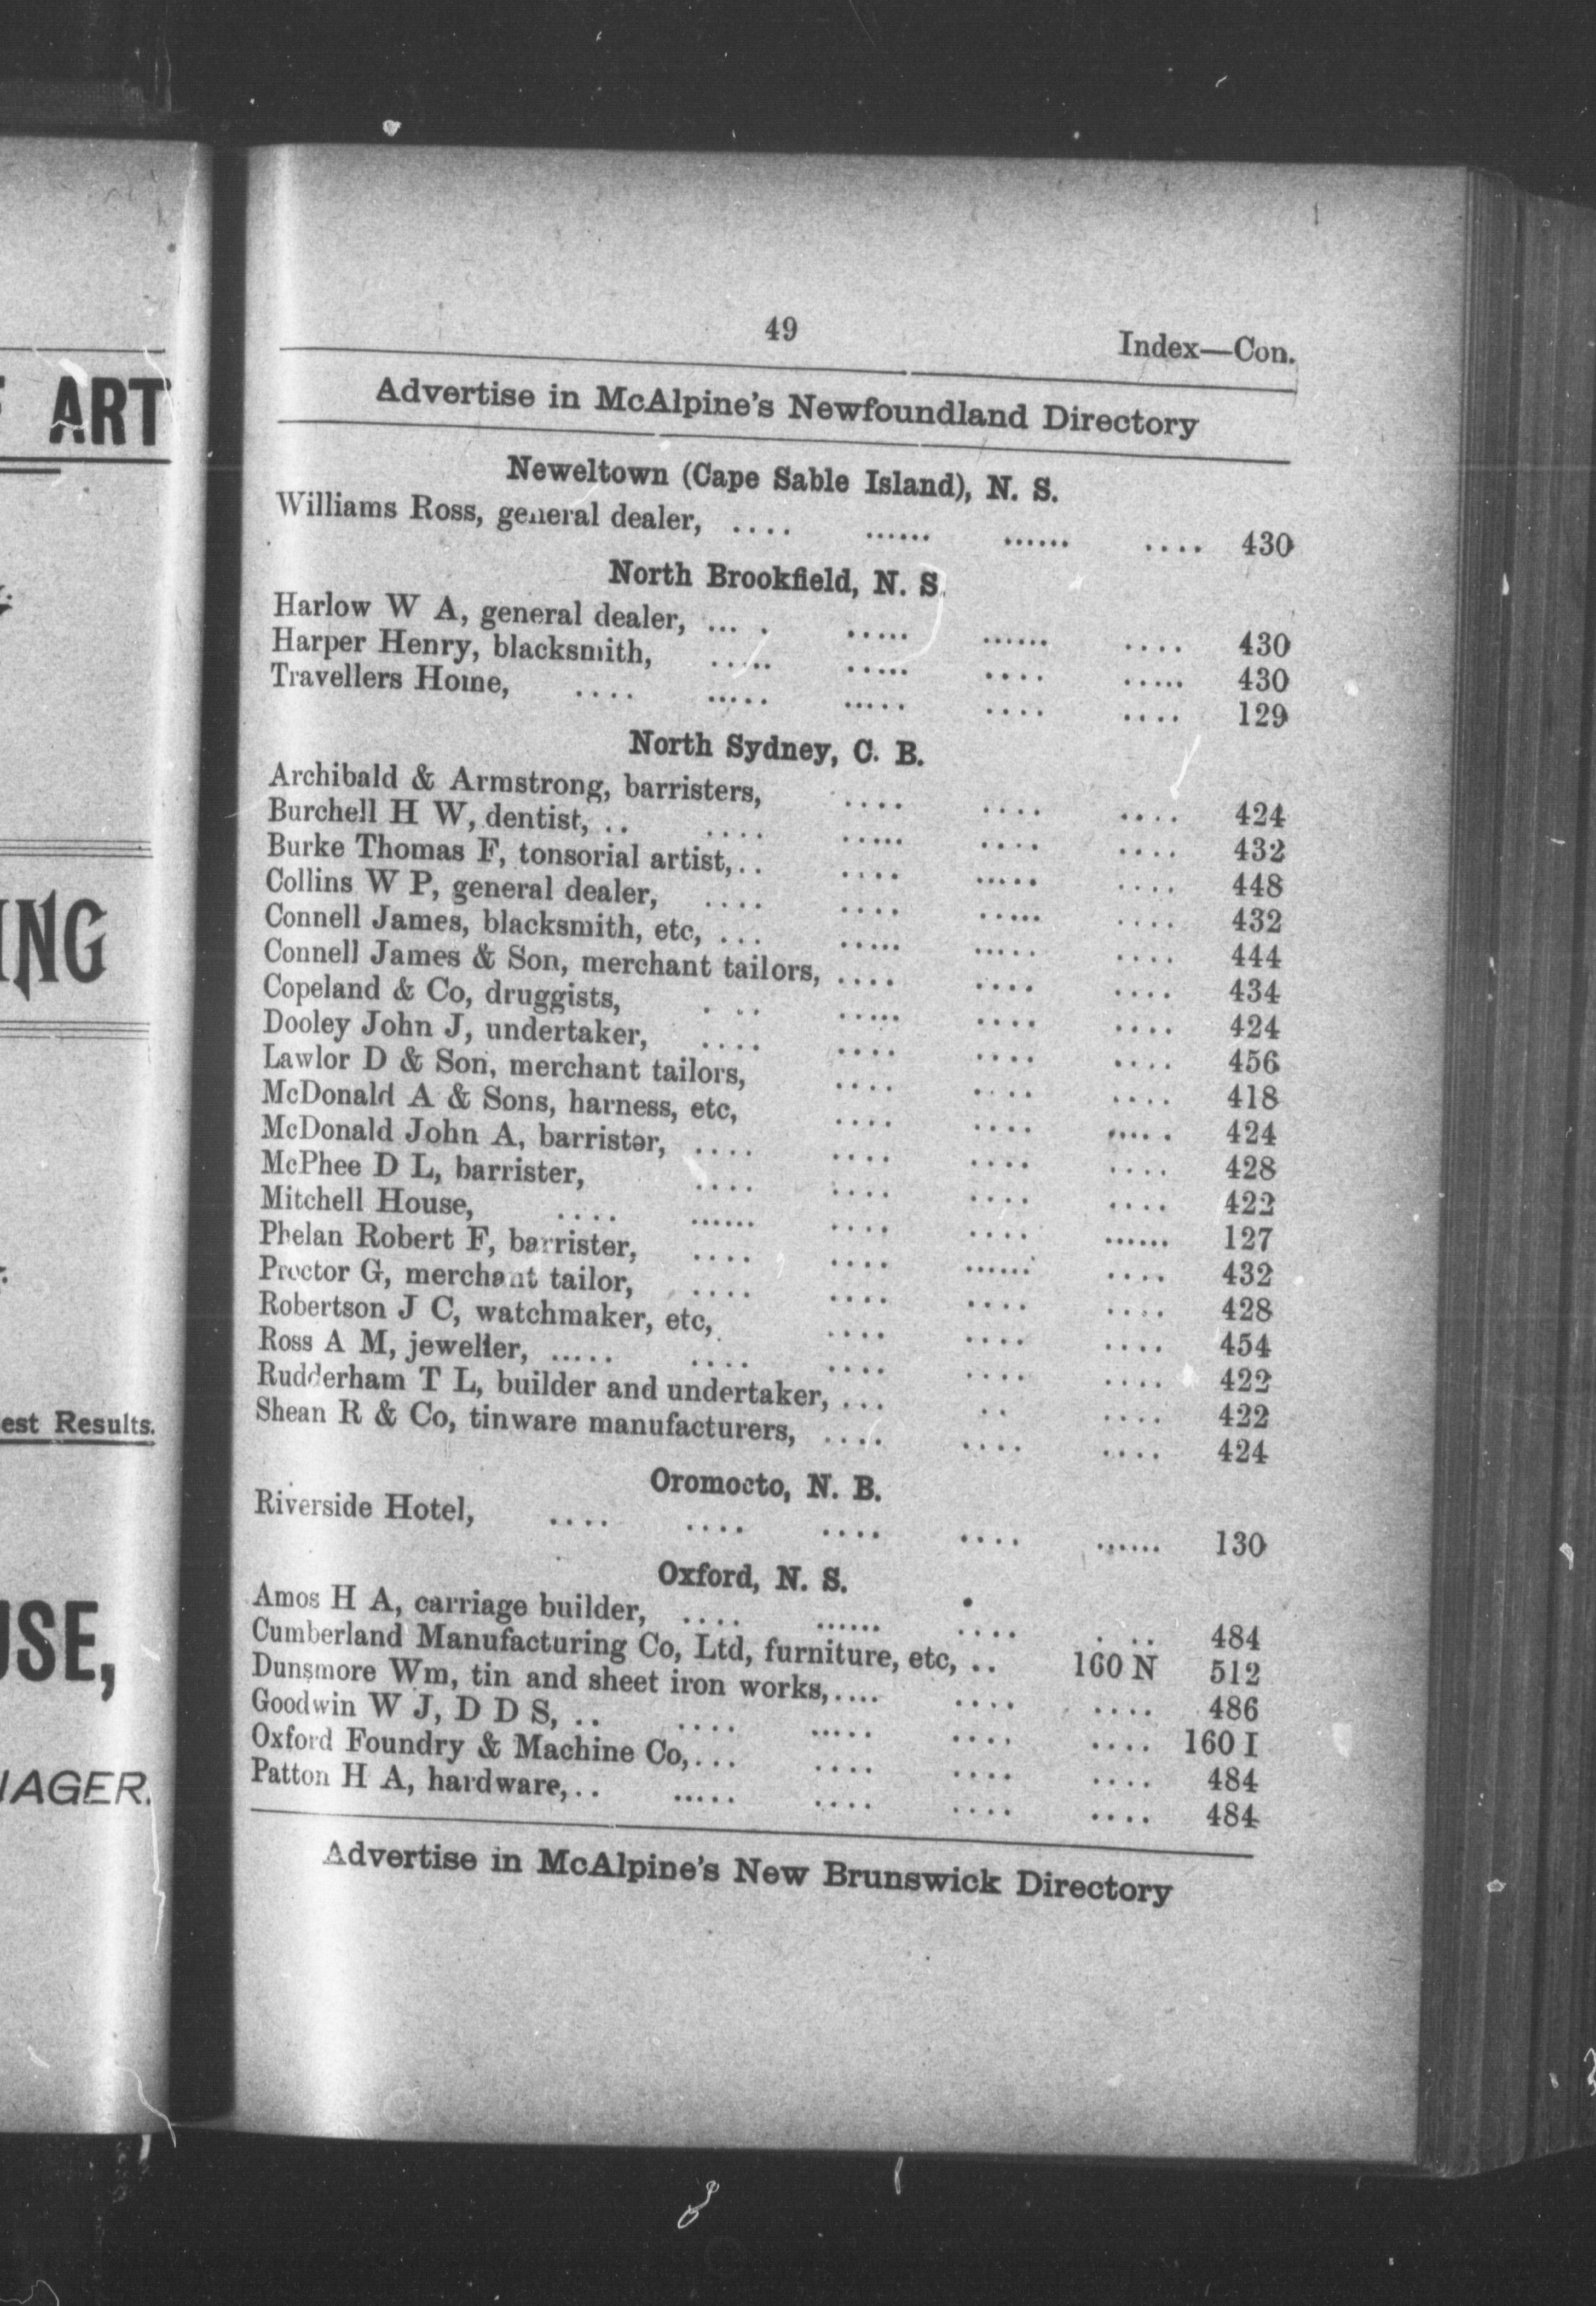 ART
ING
est Results.
USE,
NAGER.
49
Index—Con.
Advertise in McAlpine's Newfoundland Directory
Neweltown (Cape Sable Island), N. S.
Williams Ross, general dealer, .... ...... ...... .... 430
North Brookfield, N. S.
Harlow W A, general dealer, ... . ..... ...... .... 430
Harper Henry, blacksmith, ..... ..... .... ..... 430
Travellers Home, .... ..... ..... .... .... 129
North Sydney, C. B.
Archibald & Armstrong, barristers, .... .... .... 424
Burchell H W, dentist, .. .... ..... .... .... 432
Burke Thomas F, tonsorial artist, .. .... ..... .... 448
Collins W P, general dealer, .... .... ..... .... 432
Connell James, blacksmith, etc, ... ..... ..... .... 444
Connell James & Son, merchant tailors, .... .... .... 434
Copeland & Co, druggists, . .. ..... .... .... 424
Dooley John J, undertaker, .... .... .... .... 456
Lawlor D & Son, merchant tailors, .... .... .... 418
McDonald A & Sons, harness, etc, .... .... ..... 424
McDonald John A, barrister, .... .... .... .... 428
McPhee D L, barrister, .... .... .... .... 422
Mitchell House, .... ...... .... .... ...... 127
Phelan Robert F, barrister, .... .... ...... .... 432
Proctor G, merchant tailor, .... .... .... .... 428
Robertson J C, watchmaker, etc, .... .... .... 454
Ross A M, jeweller, ..... .... .... .... .... 422
Rudderham T L, builder and undertaker, ... .. .... 422
Shean R & Co, tinware manufacturers, .... .... .... 424
Oromocto, N. B.
Riverside Hotel, .... .... .... .... ...... 130
Oxford, N. S.
Amos H A, carriage builder, .... ...... .... . .. 484
Cumberland Manufacturing Co, Ltd, furniture, etc, .. 160 N 512
Dunsmore Wm, tin and sheet iron works, .... .... .... 486
Goodwin W J, D D S, .. .... ..... .... .... 160 I
Oxford Foundry & Machine Co, ... .... .... .... 484
Patton H A, hardware, .. ..... .... .... .... 484
Advertise in McAlpine's New Brunswick Directory